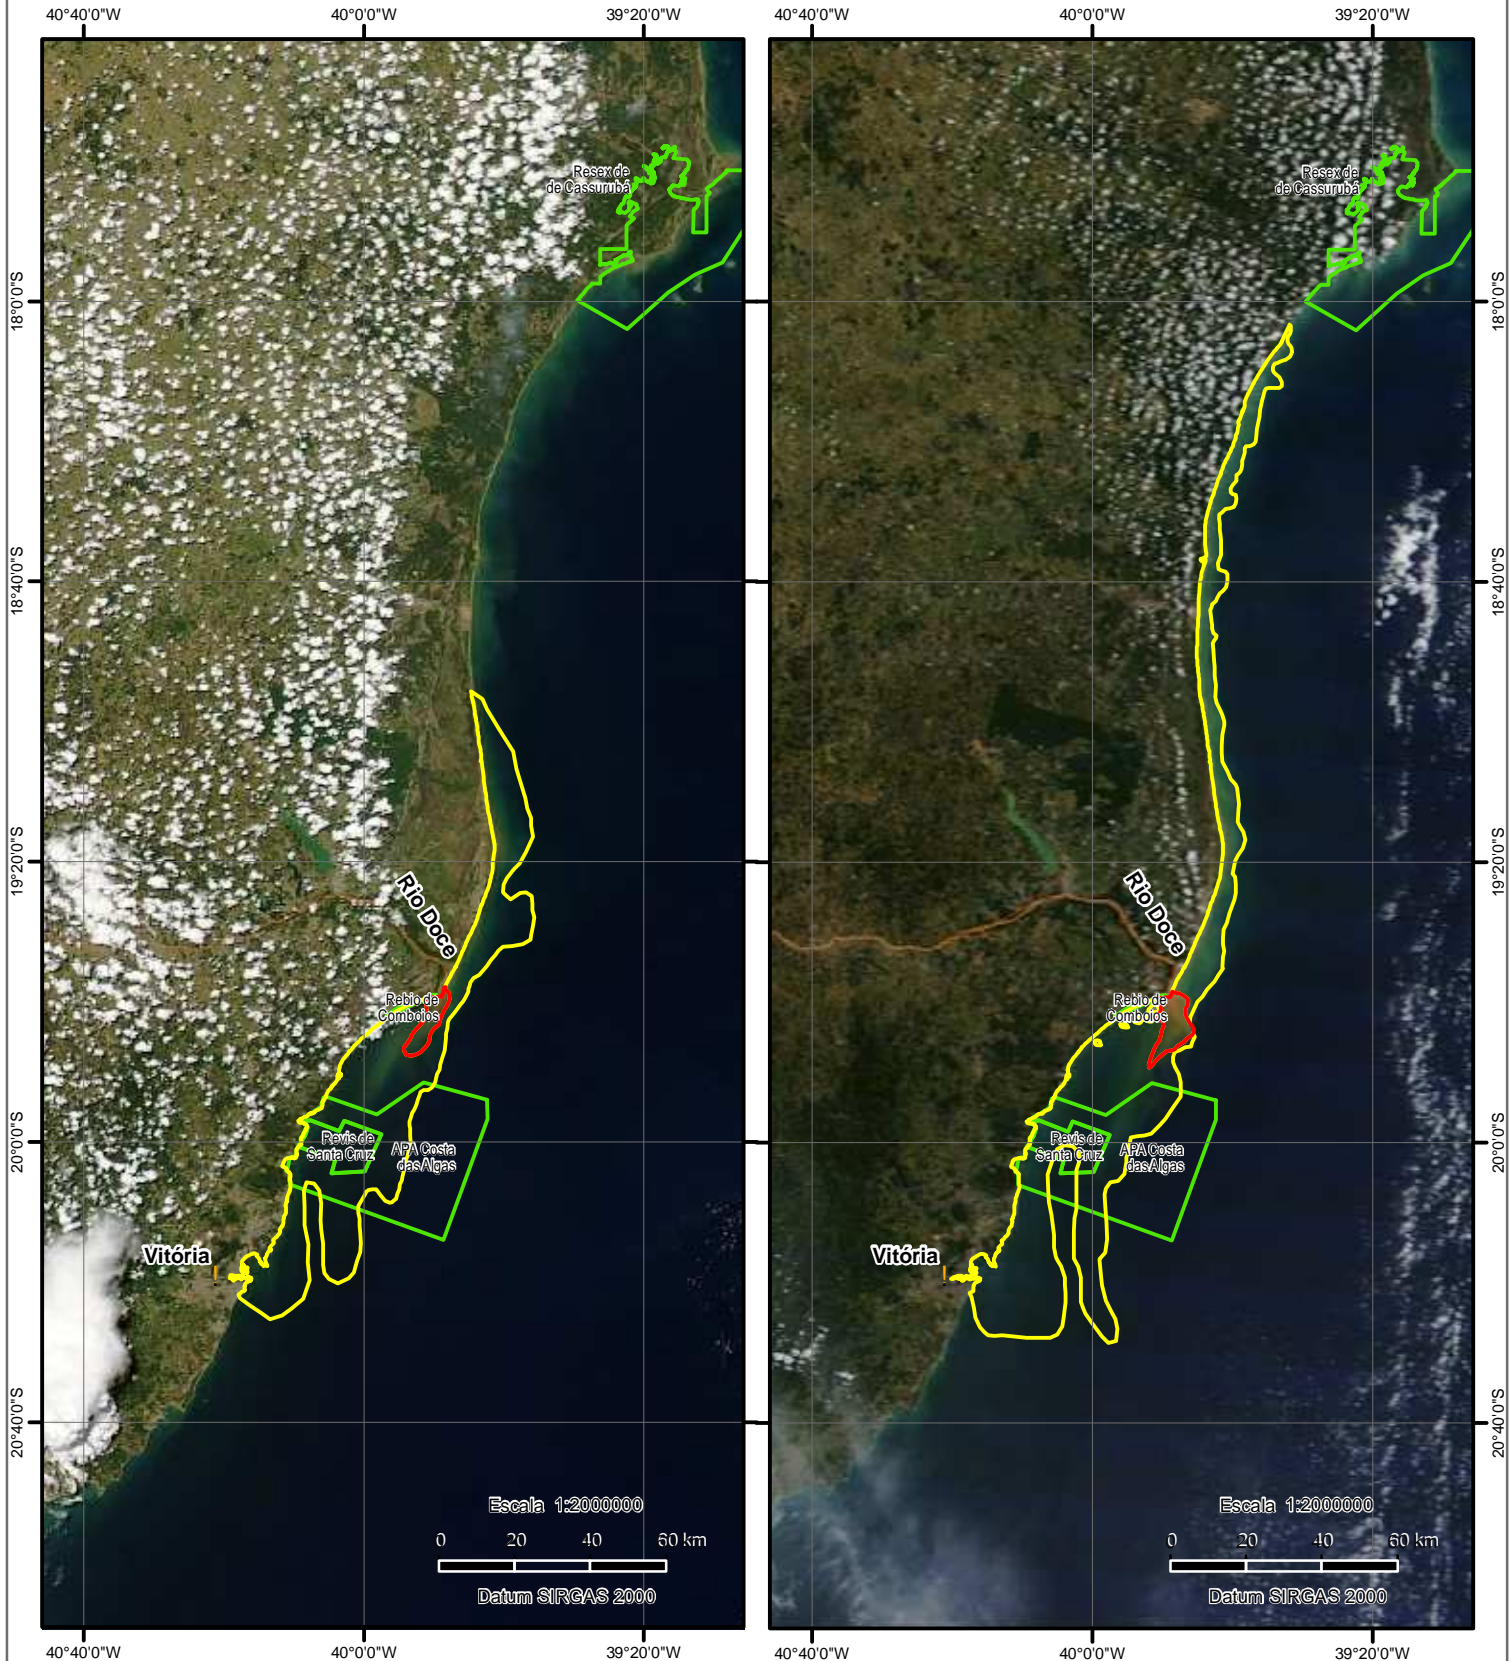 40°40'0"W 40°0'0"W 39°20'0"W
40°40'0"W 40°0'0"W 39°20'0"W
Resex de
de Cassurubá
Resex de
de Cassurubá
18°0'0"S
18°0'0"S
18°40'0"S
18°40'0"S
19°20'0"S
19°20'0"S
Rio Doce
Rio Doce
Rebio de
Comboios
Rebio de
Comboios
20°0'0"S
20°0'0"S
Revis de
Santa Cruz
APA Costa
das Algas
Revis de
Santa Cruz
APA Costa
das Algas
Vitória
!
Vitória
!
20°40'0"S
20°40'0"S
Escala 1:2000000
0 20 40 60 km
Datum SIRGAS 2000
Escala 1:2000000
0 20 40 60 km
Datum SIRGAS 2000
40°40'0"W 40°0'0"W 39°20'0"W
40°40'0"W 40°0'0"W 39°20'0"W